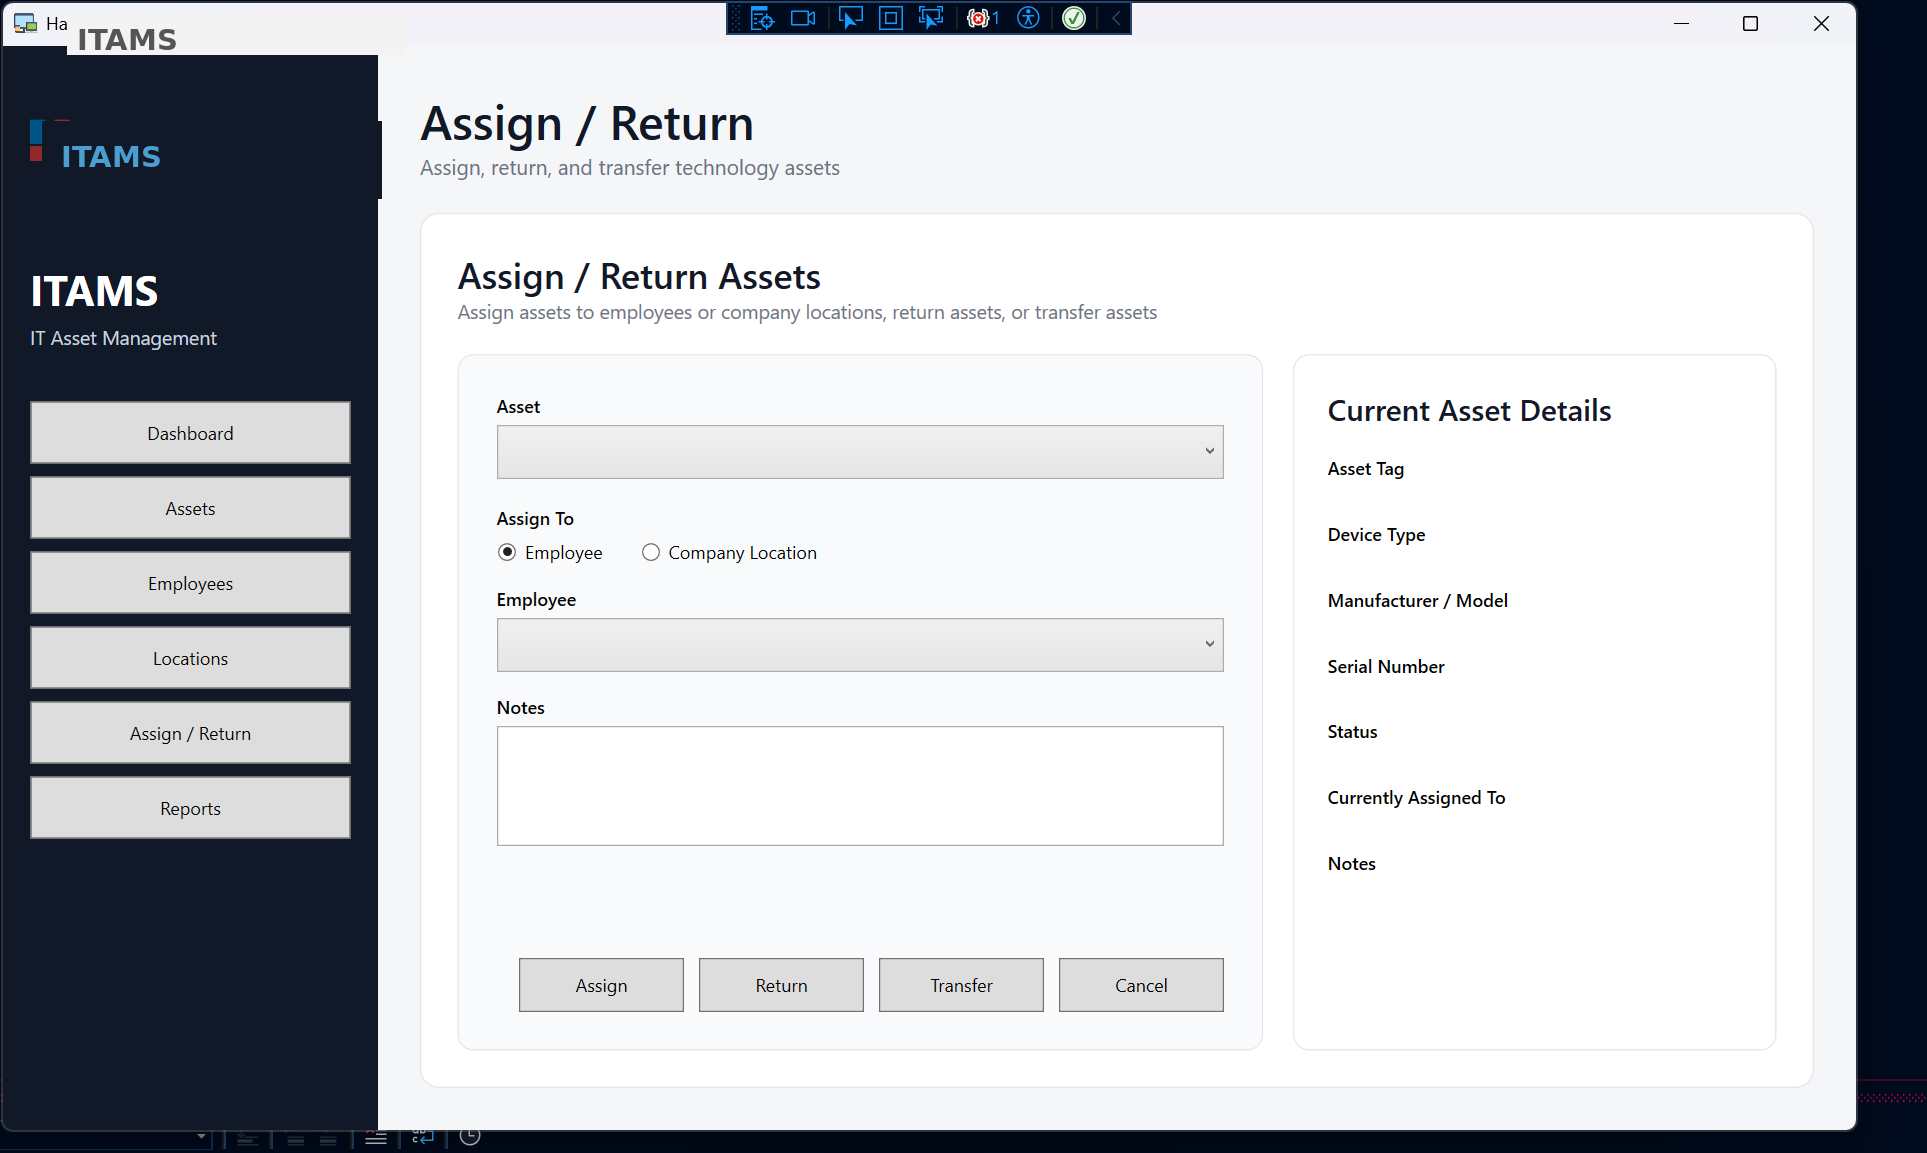 Ha
ITAMS
1
ITAMS
ITAMS
IT Asset Management
Dashboard
Assets
Employees
Locations
Assign / Return
Reports
Assign / Return
Assign, return, and transfer technology assets
Assign / Return Assets
Assign assets to employees or company locations, return assets, or transfer assets
Asset
Assign To
Employee
Company Location
Employee
Notes
Assign
Return
Transfer
Cancel
Current Asset Details
Asset Tag
Device Type
Manufacturer / Model
Serial Number
Status
Currently Assigned To
Notes